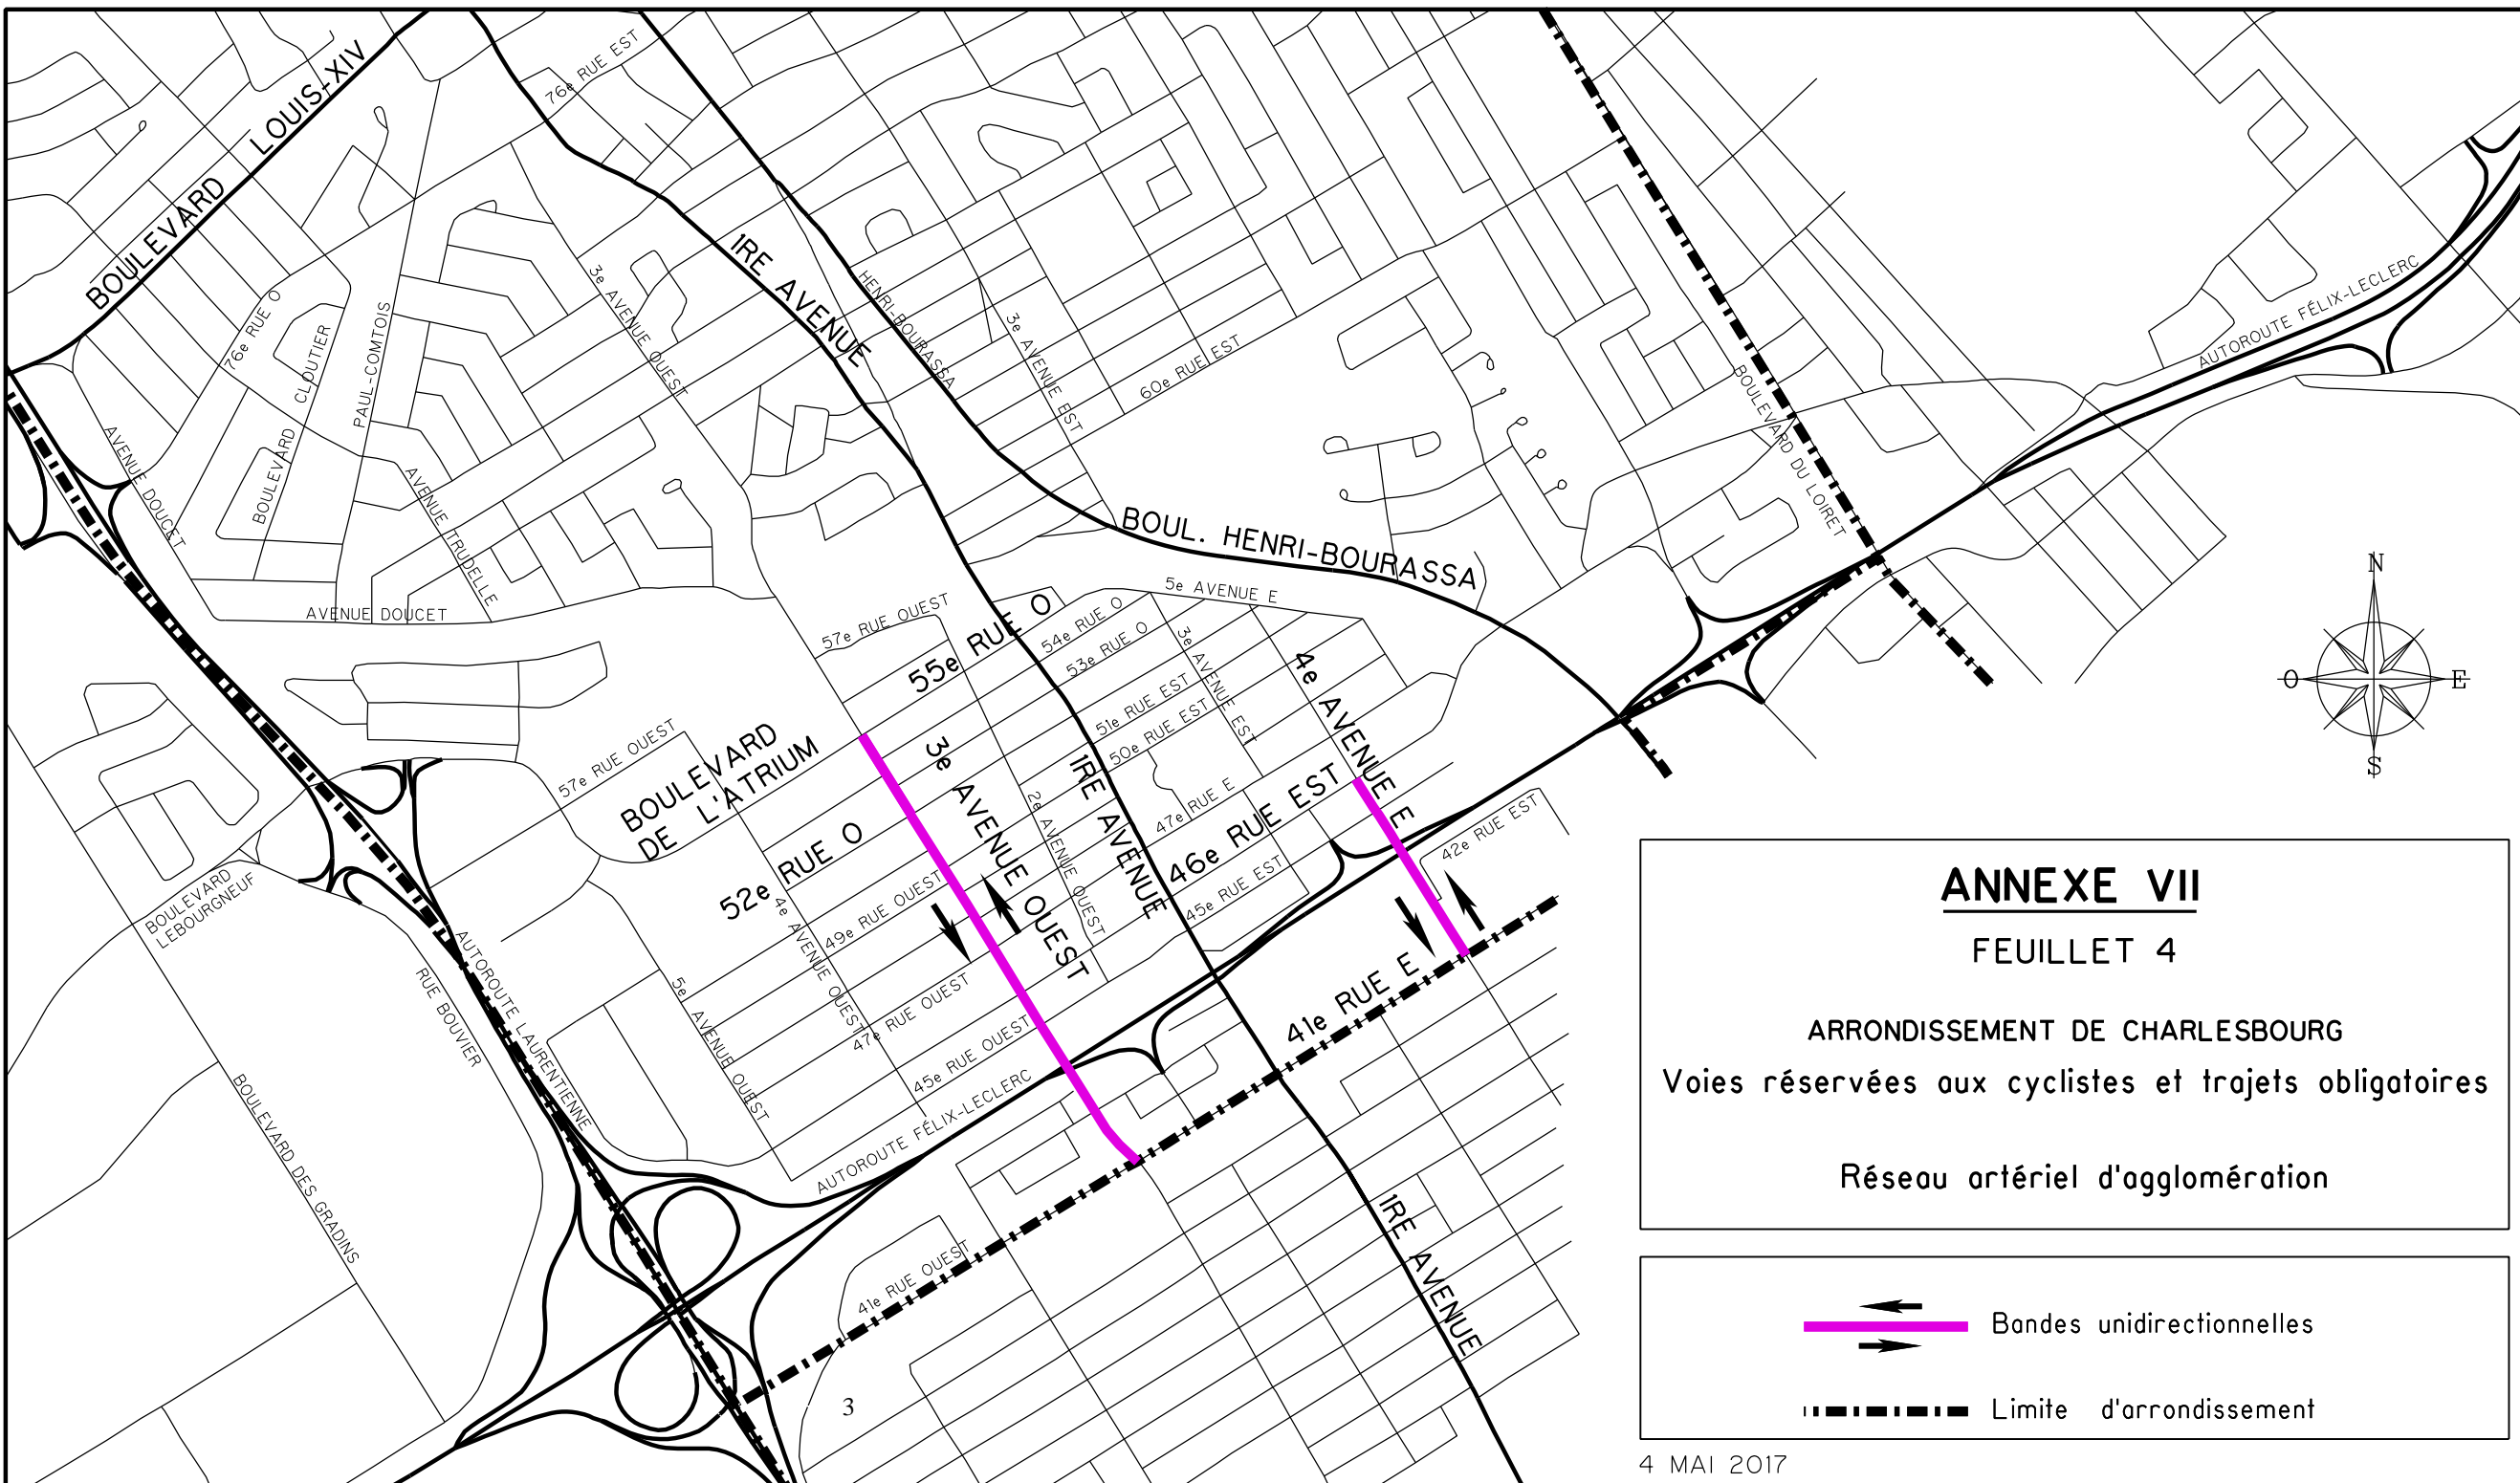 BOULEVARD LOUIS-XIV
76e RUE EST
1RE AVENUE
HENRI-BOURASSA
3e AVENUE OUEST
3e AVENUE EST
60e RUE EST
76e RUE O
BOULEVARD CLOUTIER
PAUL-COMTOIS
AVENUE DOUCET
AVENUE TRUDELLE
AVENUE DOUCET
BOULEVARD DU LOIRET
AUTOROUTE FÉLIX-LECLERC
BOUL. HENRI-BOURASSA
5e AVENUE E
57e RUE OUEST
55e RUE O
54e RUE O
53e RUE O
3e AVENUE EST
4e AVENUE E
51e RUE EST
50e RUE EST
57e RUE OUEST
BOULEVARD
DE L'ATRIUM
3e AVENUE OUEST
2e AVENUE OUEST
1RE AVENUE
47e RUE E
46e RUE EST
45e RUE EST
42e RUE EST
52e RUE O
49e RUE OUEST
4e AVENUE OUEST
47e RUE OUEST
45e RUE OUEST
5e AVENUE OUEST
41e RUE E
BOULEVARD
LEBOURGNEUF
RUE BOUVIER
AUTOROUTE LAURENTIENNE
BOULEVARD DES GRADINS
AUTOROUTE FÉLIX-LECLERC
41e RUE OUEST
1RE AVENUE
3
N
O
E
S
ANNEXE VII
FEUILLET 4
ARRONDISSEMENT DE CHARLESBOURG
Voies réservées aux cyclistes et trajets obligatoires
Réseau artériel d'agglomération
Bandes unidirectionnelles
Limite d'arrondissement
4 MAI 2017